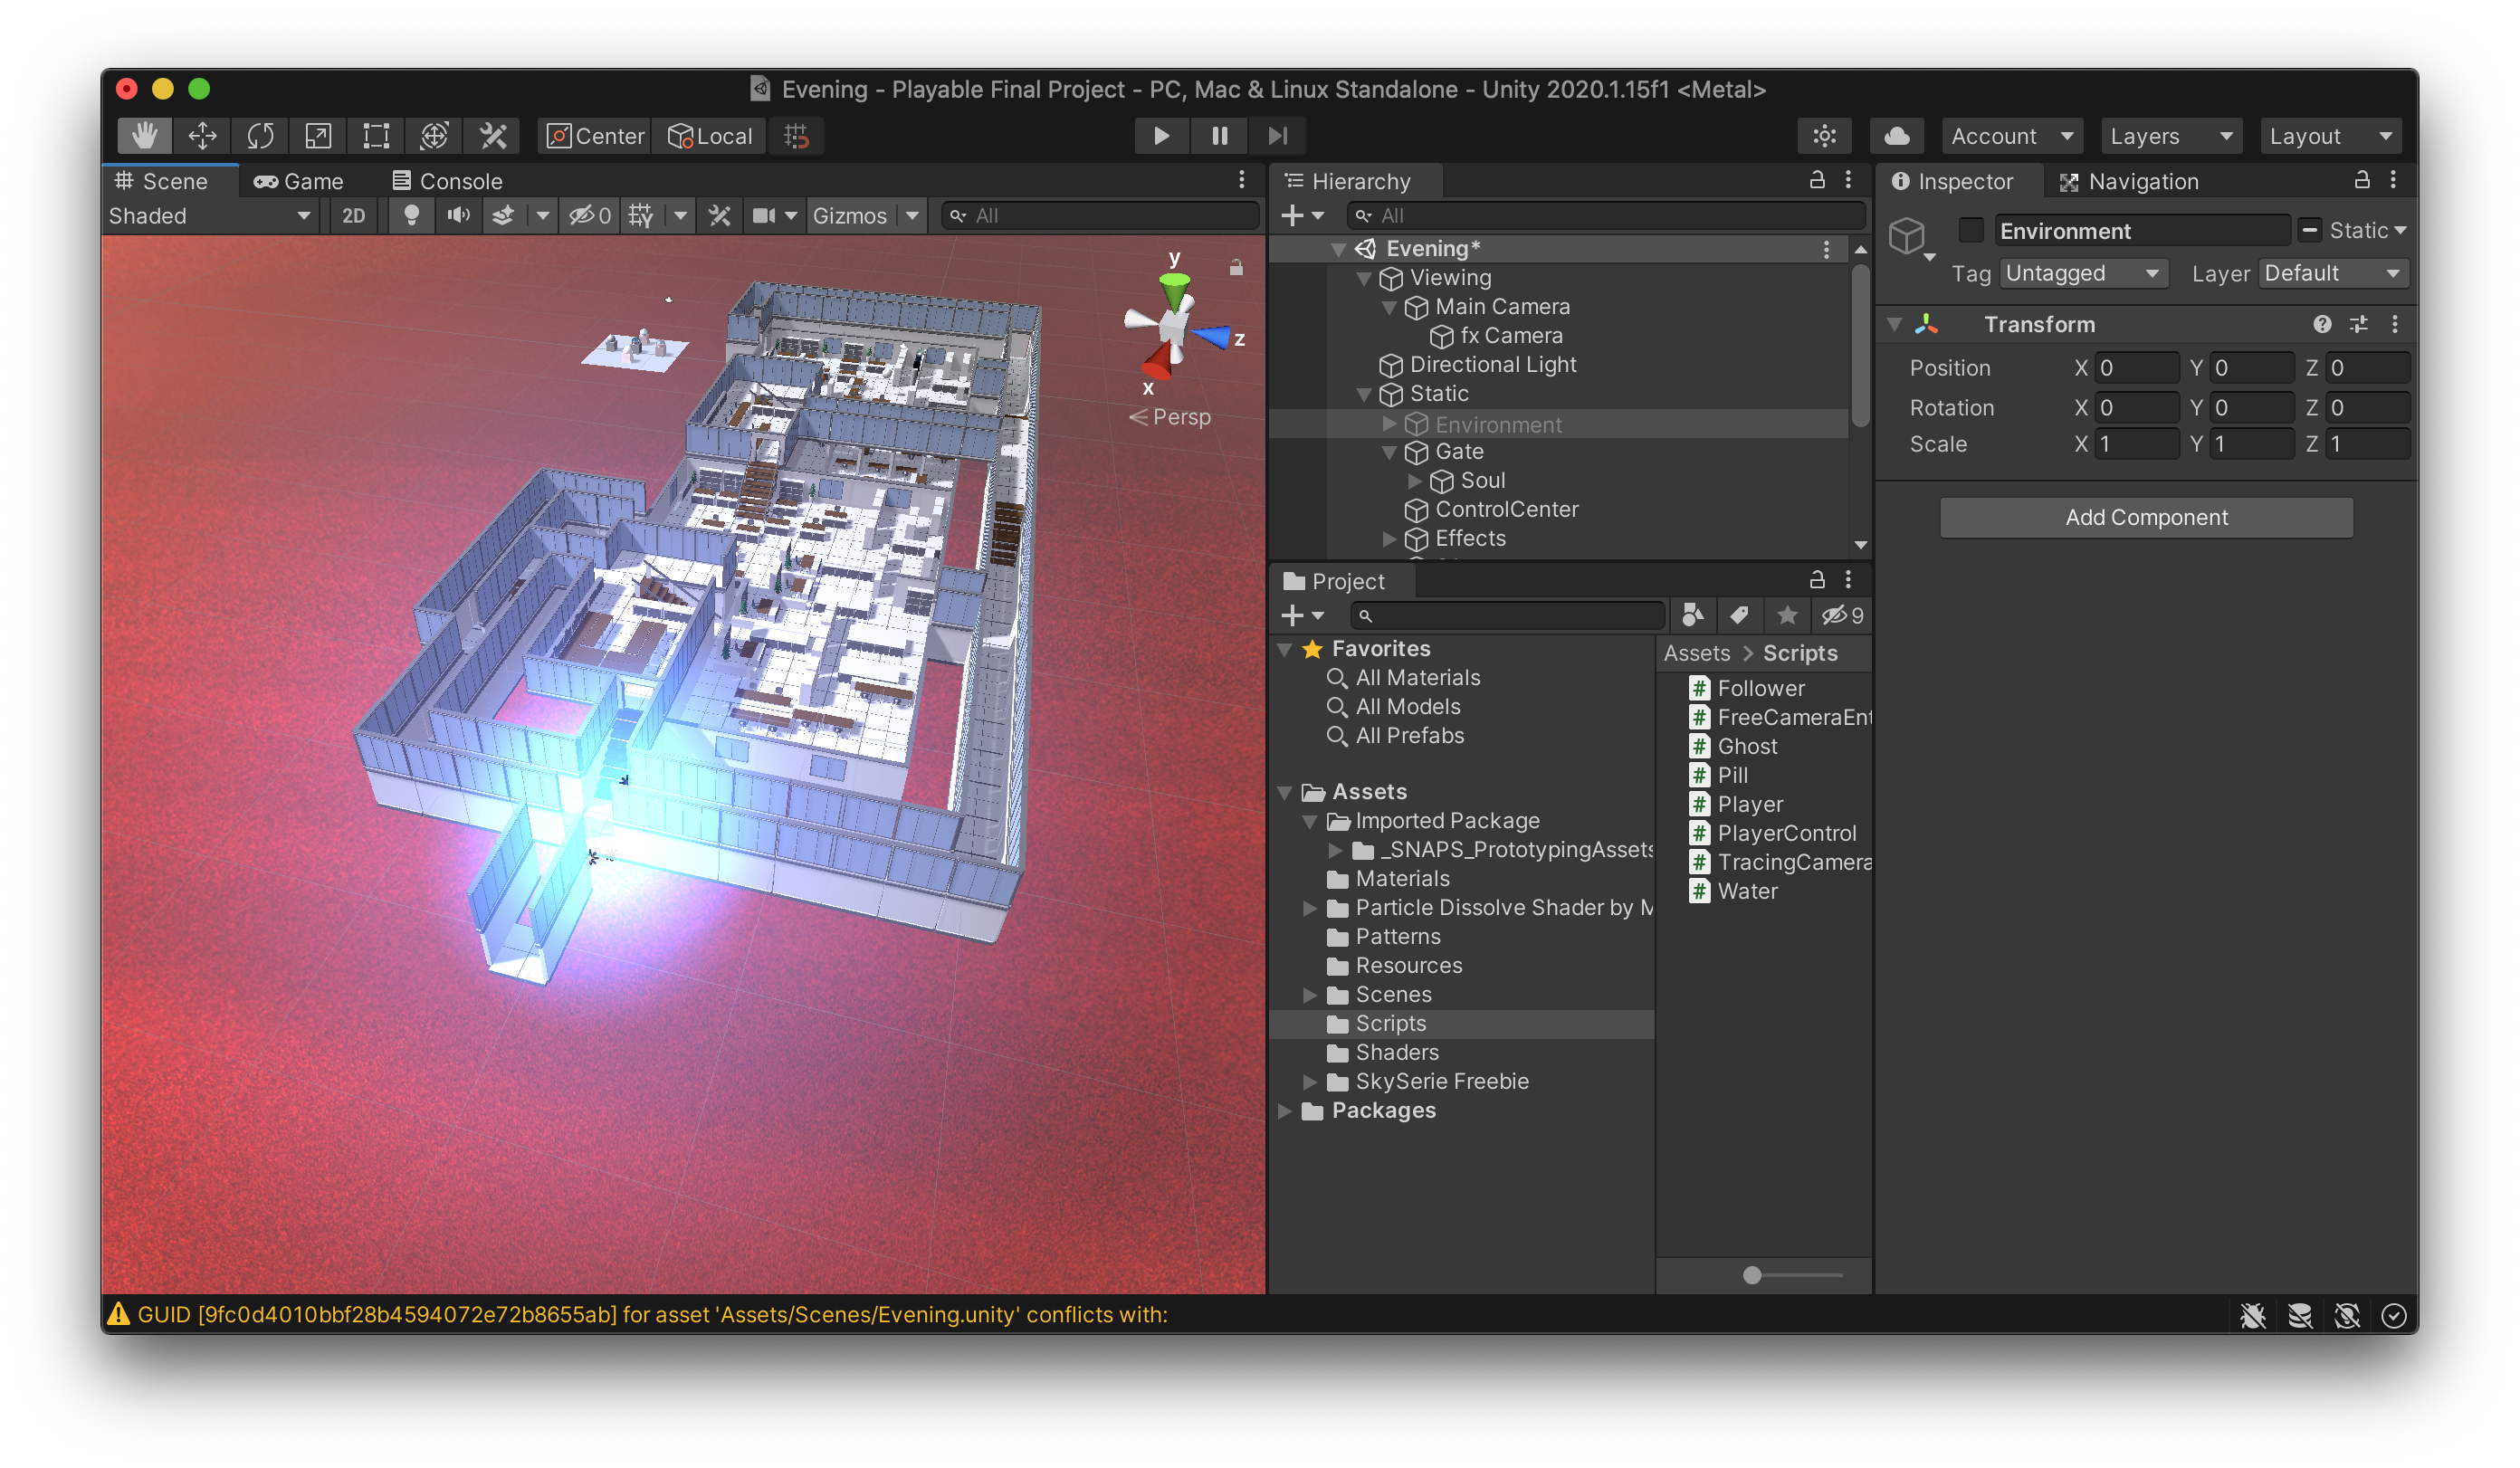 Evening - Playable Final Project - PC, Mac & Linux Standalone - Unity 2020.1.15f1 <Metal>
Center Local Account Layers Layout
Scene Game Console
Shaded 2D 0 Gizmos All
y
z
x
Persp
Hierarchy
All
Evening*
Viewing
Main Camera
fx Camera
Directional Light
Static
Environment
Gate
Soul
ControlCenter
Effects
Project
9
Favorites
All Materials
All Models
All Prefabs
Assets
Imported Package
_SNAPS_PrototypingAssets
Materials
Particle Dissolve Shader by M
Patterns
Resources
Scenes
Scripts
Shaders
SkySerie Freebie
Packages
Assets > Scripts
# Follower
# FreeCameraEnt
# Ghost
# Pill
# Player
# PlayerControl
# TracingCamera
# Water
Inspector Navigation
Environment Static
Tag Untagged Layer Default
Transform
Position X 0 Y 0 Z 0
Rotation X 0 Y 0 Z 0
Scale X 1 Y 1 Z 1
Add Component
GUID [9fc0d4010bbf28b4594072e72b8655ab] for asset 'Assets/Scenes/Evening.unity' conflicts with: